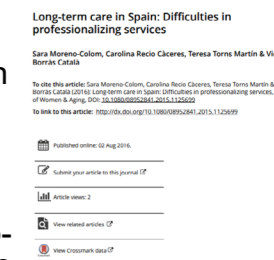 Long-term care in Spain: Difficulties in
professionalizing services
Sara Moreno-Colom, Carolina Recio Càceres, Teresa Torns Martín & Vi
Borràs Català
To cite this article: Sara Moreno-Colom, Carolina Recio Càceres, Teresa Torns Martín &
Borràs Català (2016): Long-term care in Spain: Difficulties in professionalizing services,
of Women & Aging, DOI: 10.1080/08952841.2015.1125699
To link to this article: http://dx.doi.org/10.1080/08952841.2015.1125699
Published online: 02 Aug 2016.
Submit your article to this journal
Article views: 2
View related articles
View Crossmark data